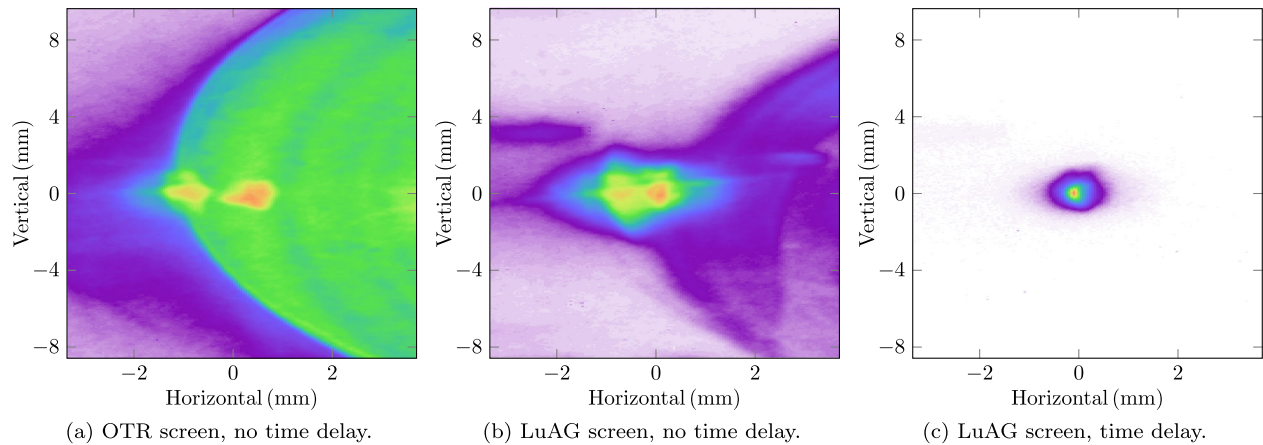 8
4
0
−4
−8
Vertical (mm)
−2
0
2
Horizontal (mm)
(a) OTR screen, no time delay.
8
4
0
−4
−8
Vertical (mm)
−2
0
2
Horizontal (mm)
(b) LuAG screen, no time delay.
8
4
0
−4
−8
Vertical (mm)
−2
0
2
Horizontal (mm)
(c) LuAG screen, time delay.